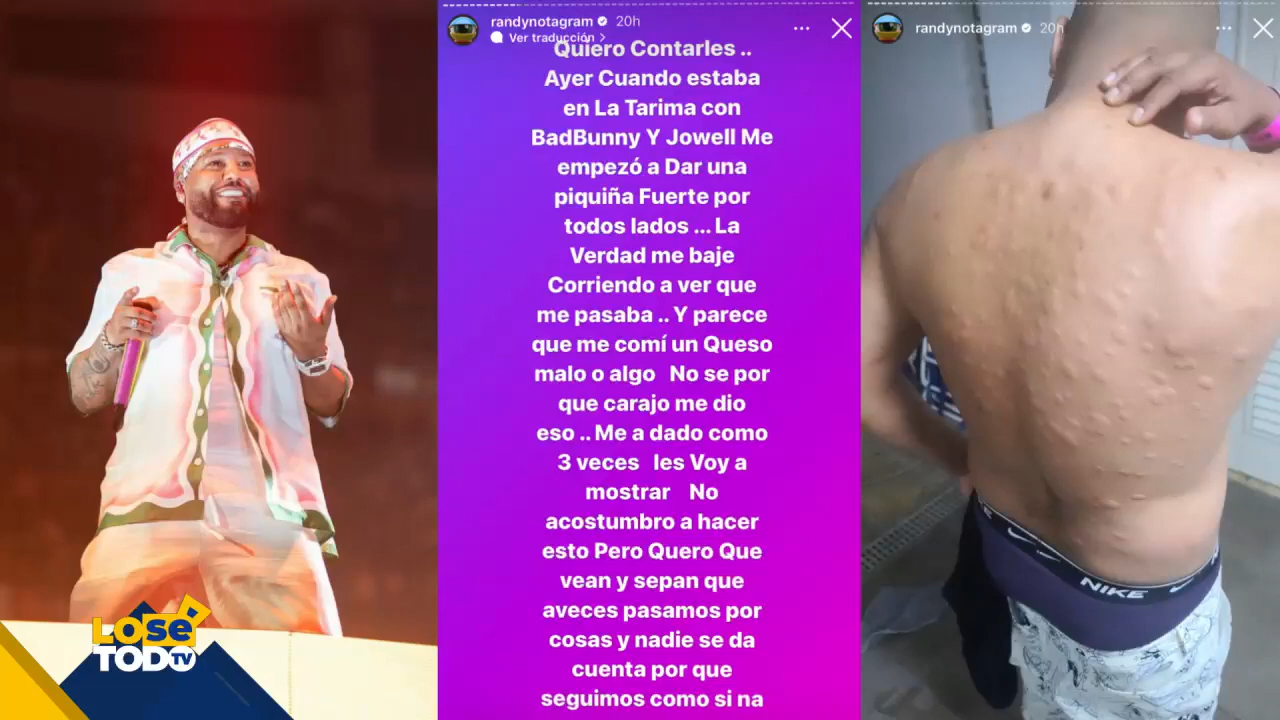 LO sé
TODO TV
randynotagram 20h
Ver traducción >
Quiero Contarles ..
Ayer Cuando estaba
en La Tarima con
BadBunny Y Jowell Me
empezó a Dar una
piquiña Fuerte por
todos lados ... La
Verdad me baje
Corriendo a ver que
me pasaba .. Y parece
que me comí un Queso
malo o algo No se por
que carajo me dio
eso .. Me a dado como
3 veces les Voy a
mostrar No
acostumbro a hacer
esto Pero Quero Que
vean y sepan que
aveces pasamos por
cosas y nadie se da
cuenta por que
seguimos como si na
randynotagram 20h
NIKE